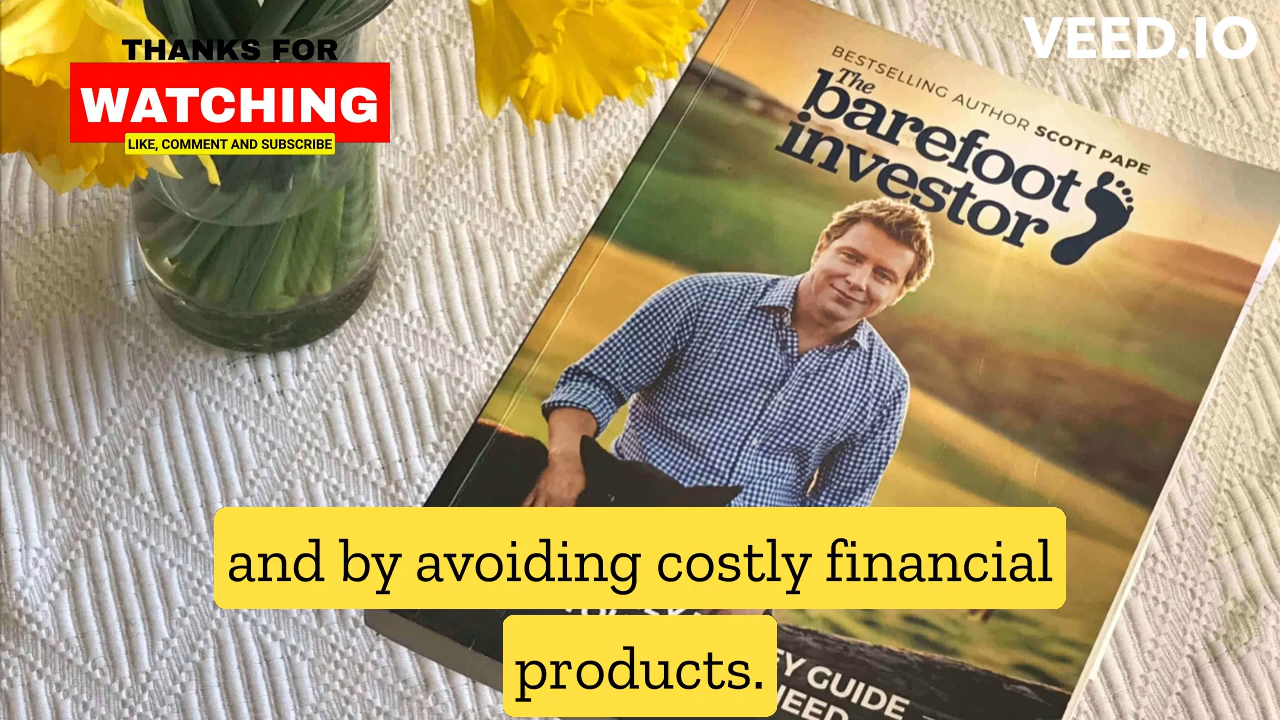 VEED.IO
THANKS FOR
WATCHING
LIKE, COMMENT AND SUBSCRIBE
BESTSELLING AUTHOR SCOTT PAPE
The
barefoot
investor
and by avoiding costly financial
products.
GUIDE